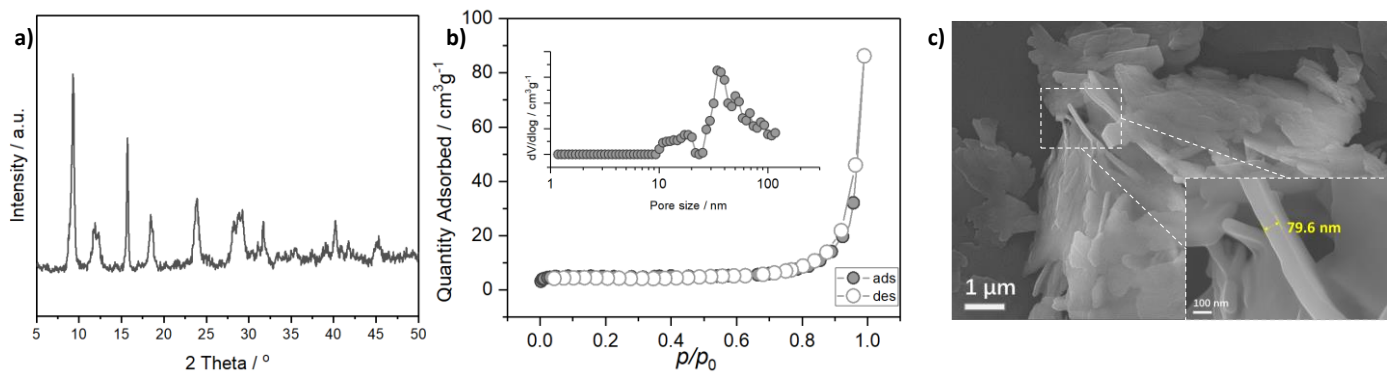 a)
Intensity / a.u.
5 10 15 20 25 30 35 40 45 50
2 Theta / °
b)
Quantity Adsorbed / cm³g⁻¹
100
80
60
40
20
0
dV/dlog / cm³g⁻¹
1 10 100
Pore size / nm
ads
des
0.0 0.2 0.4 0.6 0.8 1.0
p/p₀
c)
79.6 nm
1 µm
100 nm